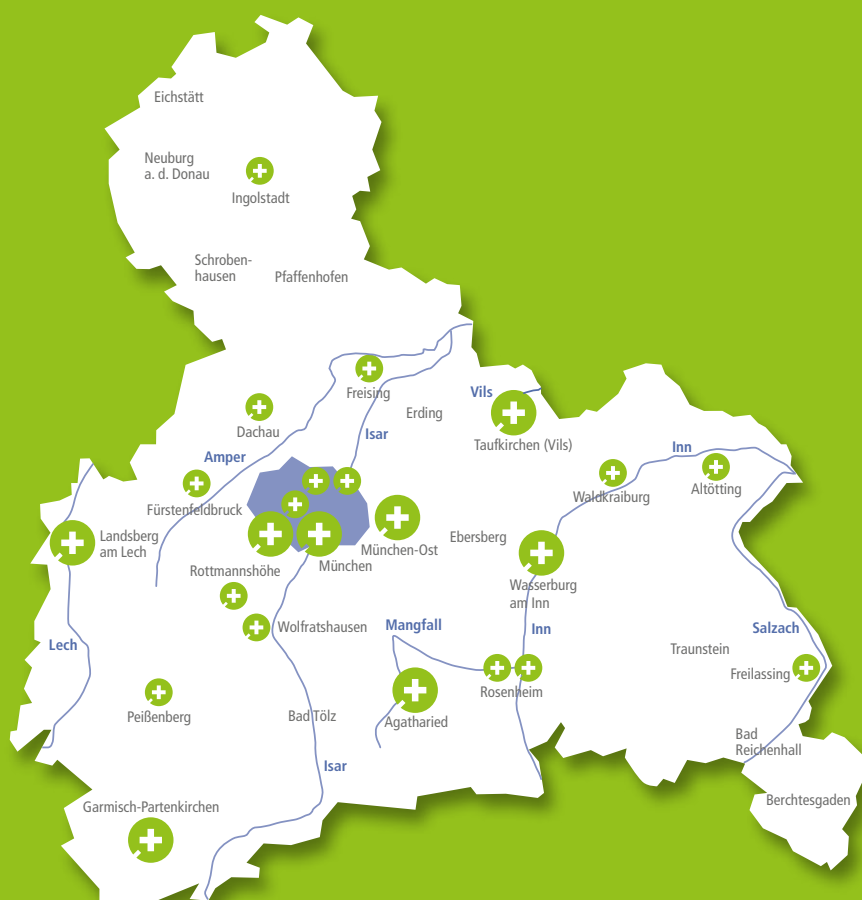 Eichstätt
Neuburg
a. d. Donau
Ingolstadt
Schroben-
hausen
Pfaffenhofen
Freising
Vils
Erding
Dachau
Isar
Taufkirchen (Vils)
Amper
Inn
Fürstenfeldbruck
Waldkraiburg
Altötting
Landsberg
am Lech
Ebersberg
München-Ost
München
Rottmannshöhe
Wasserburg
am Inn
Wolfratshausen
Mangfall
Inn
Salzach
Lech
Traunstein
Freilassing
Rosenheim
Peißenberg
Bad Tölz
Agatharied
Bad
Reichenhall
Isar
Garmisch-Partenkirchen
Berchtesgaden